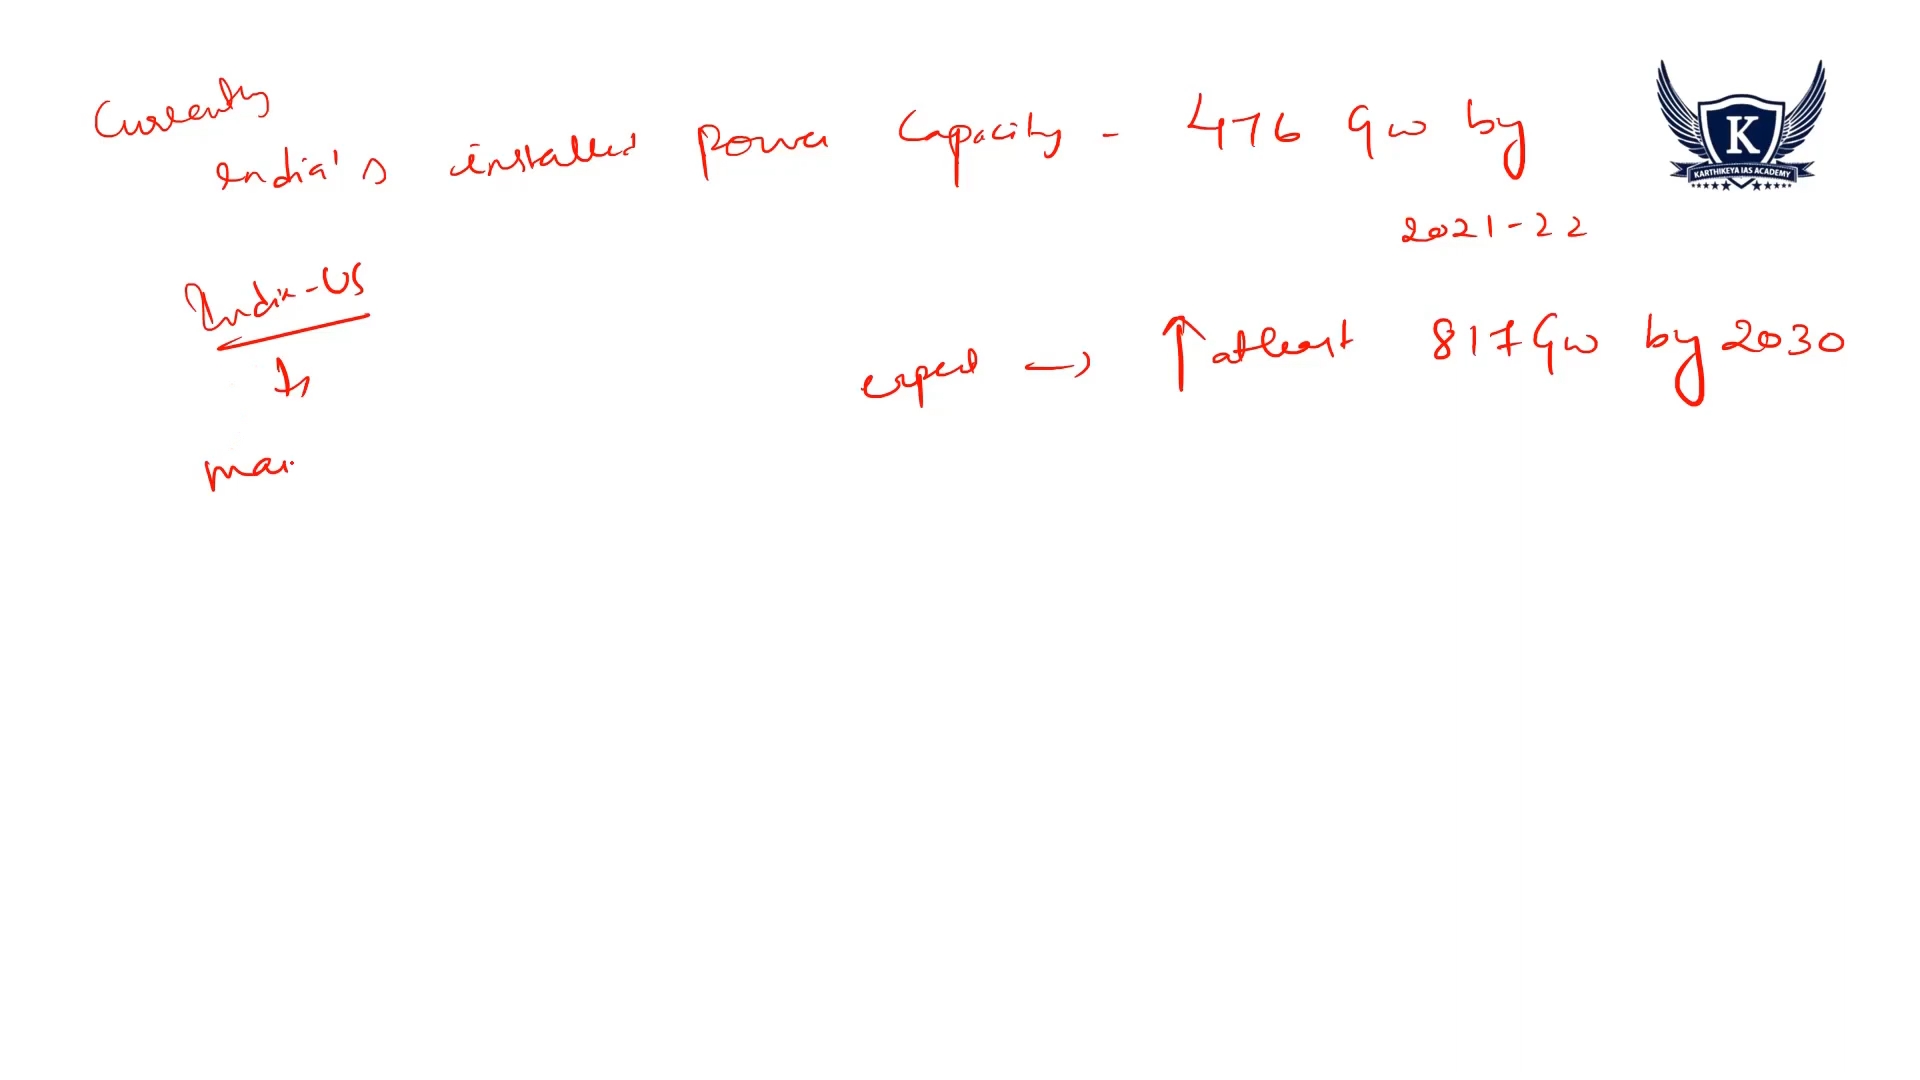 Currently
India's installed Power Capacity - 476 GW by
2021-22
India-US
expect → ↑ atleast 817 GW by 2030
mai
K
KARTHIKEYA IAS ACADEMY